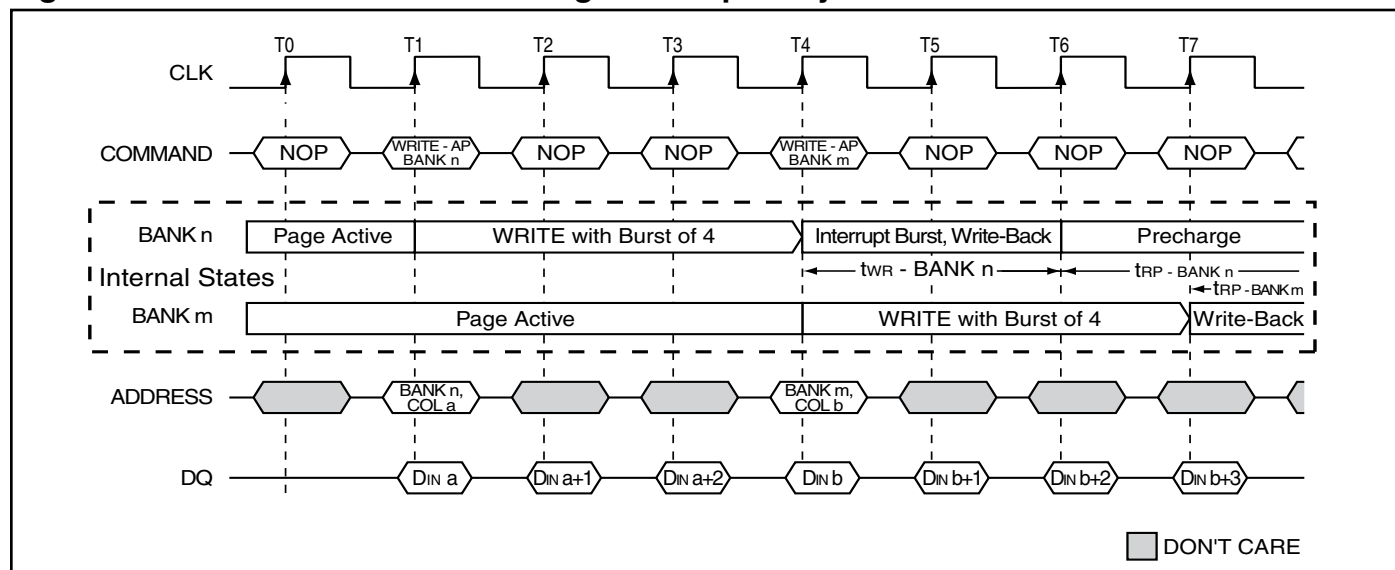 T0 T1 T2 T3 T4 T5 T6 T7
CLK
COMMAND NOP WRITE - AP BANK n NOP NOP WRITE - AP BANK m NOP NOP NOP
BANK n Page Active WRITE with Burst of 4 Interrupt Burst, Write-Back Precharge
tWR - BANK n tRP - BANK n
Internal States
tRP - BANK m
BANK m Page Active WRITE with Burst of 4 Write-Back
ADDRESS BANK n, COL a BANK m, COL b
DQ DIN a DIN a+1 DIN a+2 DIN b DIN b+1 DIN b+2 DIN b+3
DON'T CARE